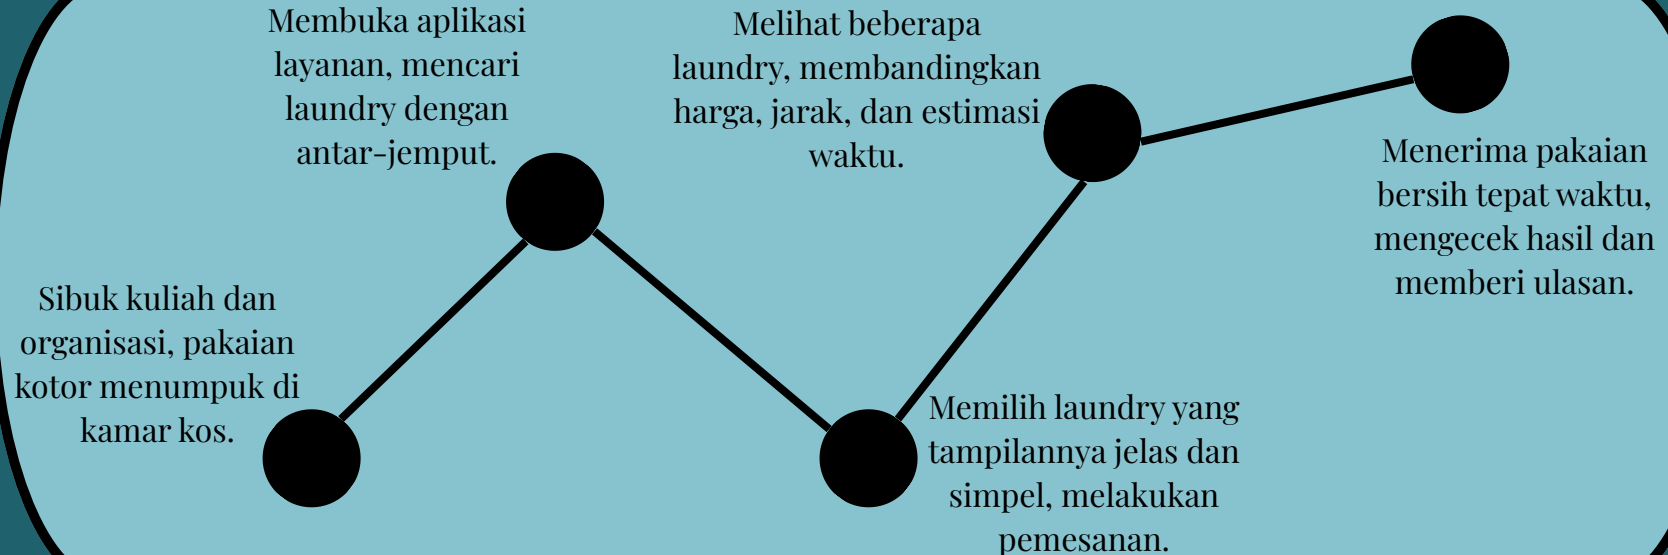 Membuka aplikasi
layanan, mencari
laundry dengan
antar-jemput.
Melihat beberapa
laundry, membandingkan
harga, jarak, dan estimasi
waktu.
Menerima pakaian
bersih tepat waktu,
mengecek hasil dan
memberi ulasan.
Sibuk kuliah dan
organisasi, pakaian
kotor menumpuk di
kamar kos.
Memilih laundry yang
tampilannya jelas dan
simpel, melakukan
pemesanan.